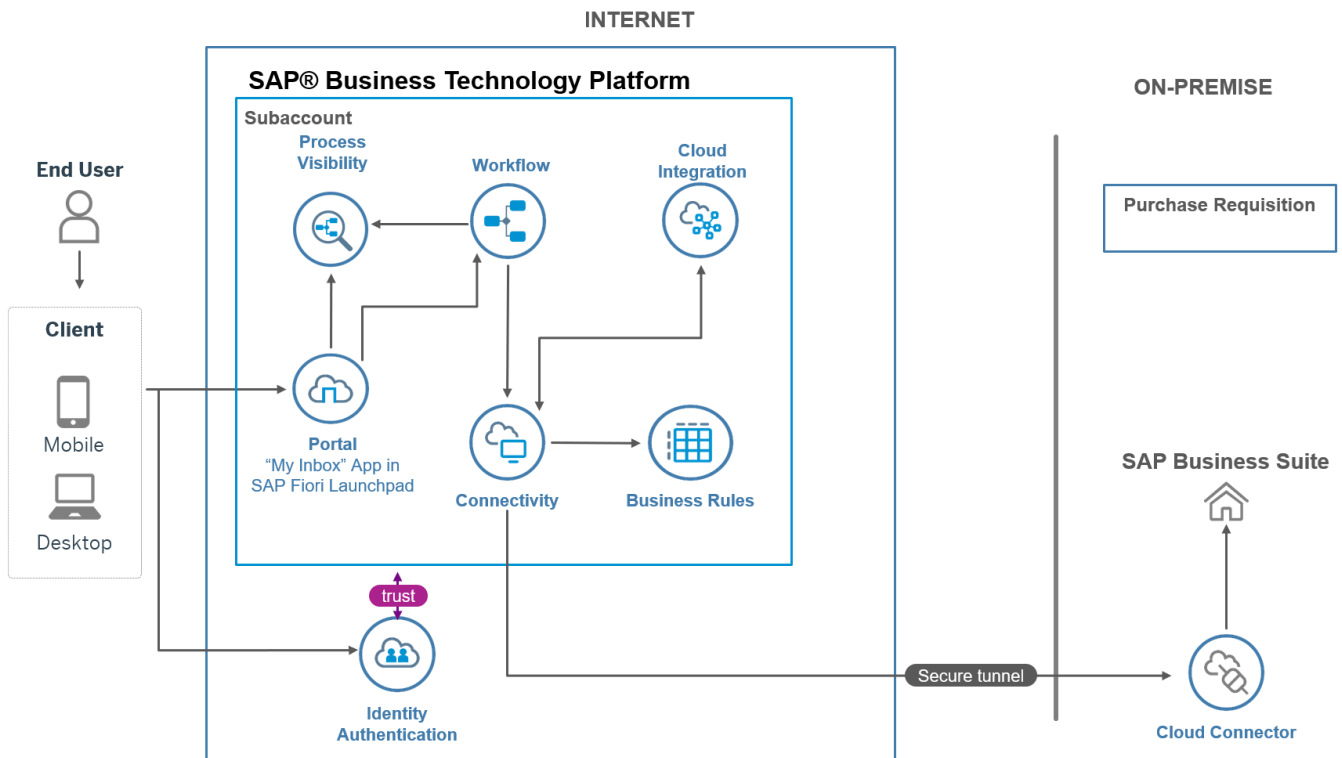 INTERNET
SAP® Business Technology Platform
ON-PREMISE
Subaccount
Process
Visibility
Workflow
Cloud
Integration
End User
Purchase Requisition
Client
Mobile
Desktop
Portal
“My Inbox” App in
SAP Fiori Launchpad
Connectivity
Business Rules
SAP Business Suite
trust
Identity
Authentication
Secure tunnel
Cloud Connector